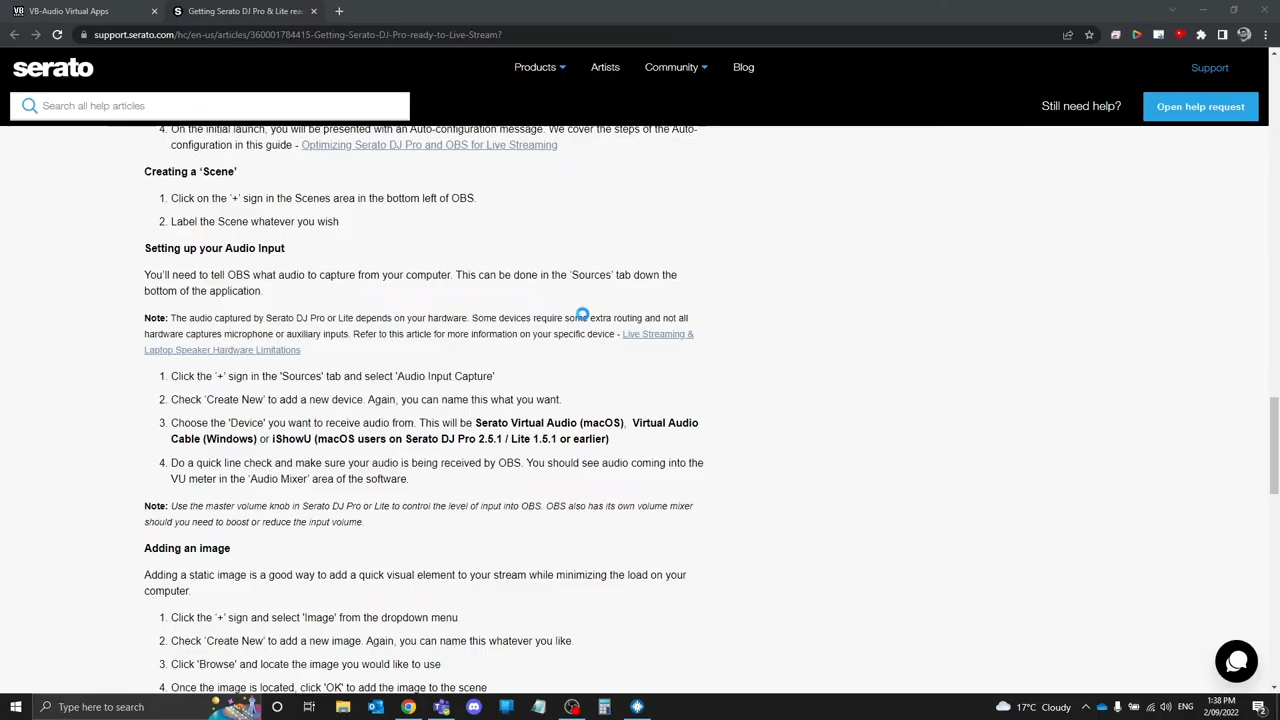 VB-Audio Virtual Apps
Getting Serato DJ Pro & Lite rea
support.serato.com/hc/en-us/articles/360001784415-Getting-Serato-DJ-Pro-ready-to-Live-Stream?
serato
Products
Artists
Community
Blog
Support
Search all help articles
Still need help?
Open help request
4. On the initial launch, you will be presented with an Auto-configuration message. We cover the steps of the Auto-
configuration in this guide - Optimizing Serato DJ Pro and OBS for Live Streaming
Creating a ‘Scene’
1. Click on the ‘+’ sign in the Scenes area in the bottom left of OBS.
2. Label the Scene whatever you wish
Setting up your Audio Input
You’ll need to tell OBS what audio to capture from your computer. This can be done in the ‘Sources’ tab down the
bottom of the application.
Note: The audio captured by Serato DJ Pro or Lite depends on your hardware. Some devices require some extra routing and not all
hardware captures microphone or auxiliary inputs. Refer to this article for more information on your specific device - Live Streaming &
Laptop Speaker Hardware Limitations
1. Click the ‘+’ sign in the 'Sources' tab and select 'Audio Input Capture'
2. Check ‘Create New’ to add a new device. Again, you can name this what you want.
3. Choose the 'Device' you want to receive audio from. This will be Serato Virtual Audio (macOS), Virtual Audio
Cable (Windows) or iShowU (macOS users on Serato DJ Pro 2.5.1 / Lite 1.5.1 or earlier)
4. Do a quick line check and make sure your audio is being received by OBS. You should see audio coming into the
VU meter in the ‘Audio Mixer’ area of the software.
Note: Use the master volume knob in Serato DJ Pro or Lite to control the level of input into OBS. OBS also has its own volume mixer
should you need to boost or reduce the input volume.
Adding an image
Adding a static image is a good way to add a quick visual element to your stream while minimizing the load on your
computer.
1. Click the ‘+’ sign and select 'Image' from the dropdown menu
2. Check ‘Create New’ to add a new image. Again, you can name this whatever you like.
3. Click 'Browse' and locate the image you would like to use
4. Once the image is located, click 'OK' to add the image to the scene
Type here to search
17°C Cloudy
ENG
1:38 PM
2/09/2022